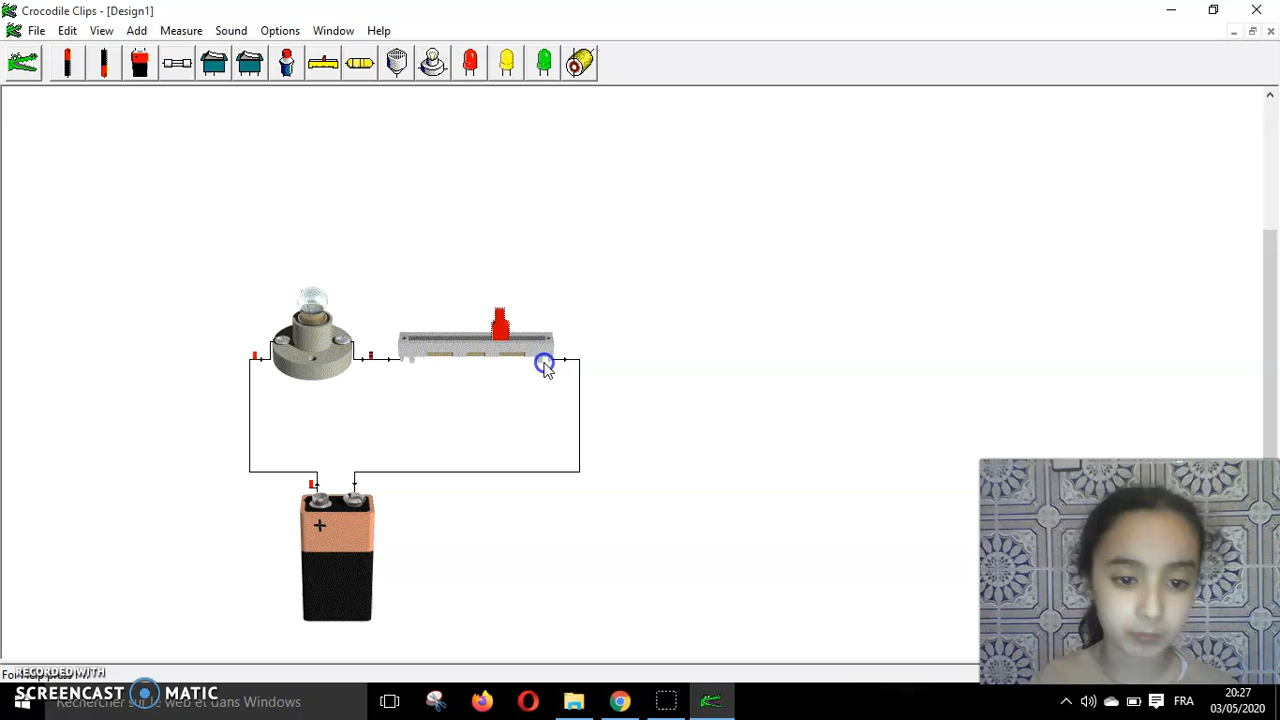 Crocodile Clips - [Design1]
File Edit View Add Measure Sound Options Window Help
+
RECORDED WITH
SCREENCAST MATIC
Rechercher sur le web et dans Windows
FR
20:27
03/05/2020